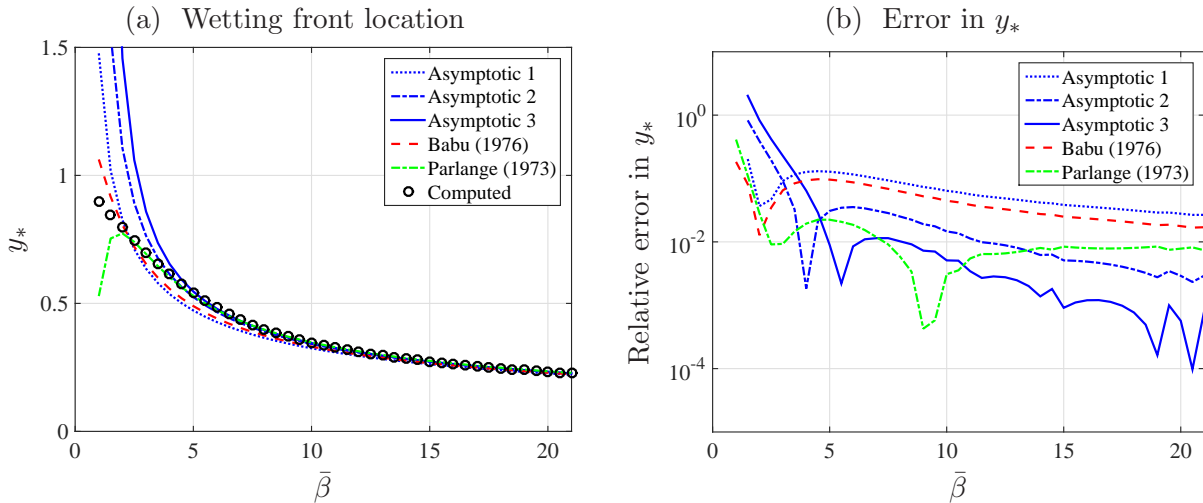 (a) Wetting front location
1.5
1
0.5
0
y*
0 5 10 15 20
β̄
Asymptotic 1
Asymptotic 2
Asymptotic 3
Babu (1976)
Parlange (1973)
Computed
(b) Error in y*
10^0
10^-2
10^-4
Relative error in y*
0 5 10 15 20
β̄
Asymptotic 1
Asymptotic 2
Asymptotic 3
Babu (1976)
Parlange (1973)